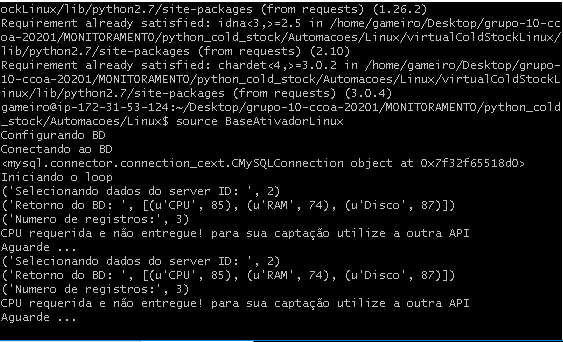 ockLinux/lib/python2.7/site-packages (from requests) (1.26.2)
Requirement already satisfied: idna<3,>=2.5 in /home/gameiro/Desktop/grupo-10-cc
oa-20201/MONITORAMENTO/python_cold_stock/Automacoes/Linux/virtualColdStockLinux/
lib/python2.7/site-packages (from requests) (2.10)
Requirement already satisfied: chardet<4,>=3.0.2 in /home/gameiro/Desktop/grupo-
10-ccoa-20201/MONITORAMENTO/python_cold_stock/Automacoes/Linux/virtualColdStockL
inux/lib/python2.7/site-packages (from requests) (3.0.4)
gameiro@ip-172-31-53-124:~/Desktop/grupo-10-ccoa-20201/MONITORAMENTO/python_cold
_stock/Automacoes/Linux$ source BaseAtivadorLinux
Configurando BD
Conectando ao BD
<mysql.connector.connection_cext.CMySQLConnection object at 0x7f32f65518d0>
Iniciando o loop
('Selecionando dados do server ID: ', 2)
('Retorno do BD: ', [(u'CPU', 85), (u'RAM', 74), (u'Disco', 87)])
('Numero de registros:', 3)
CPU requerida e não entregue! para sua captação utilize a outra API
Aguarde ...
('Selecionando dados do server ID: ', 2)
('Retorno do BD: ', [(u'CPU', 85), (u'RAM', 74), (u'Disco', 87)])
('Numero de registros:', 3)
CPU requerida e não entregue! para sua captação utilize a outra API
Aguarde ...